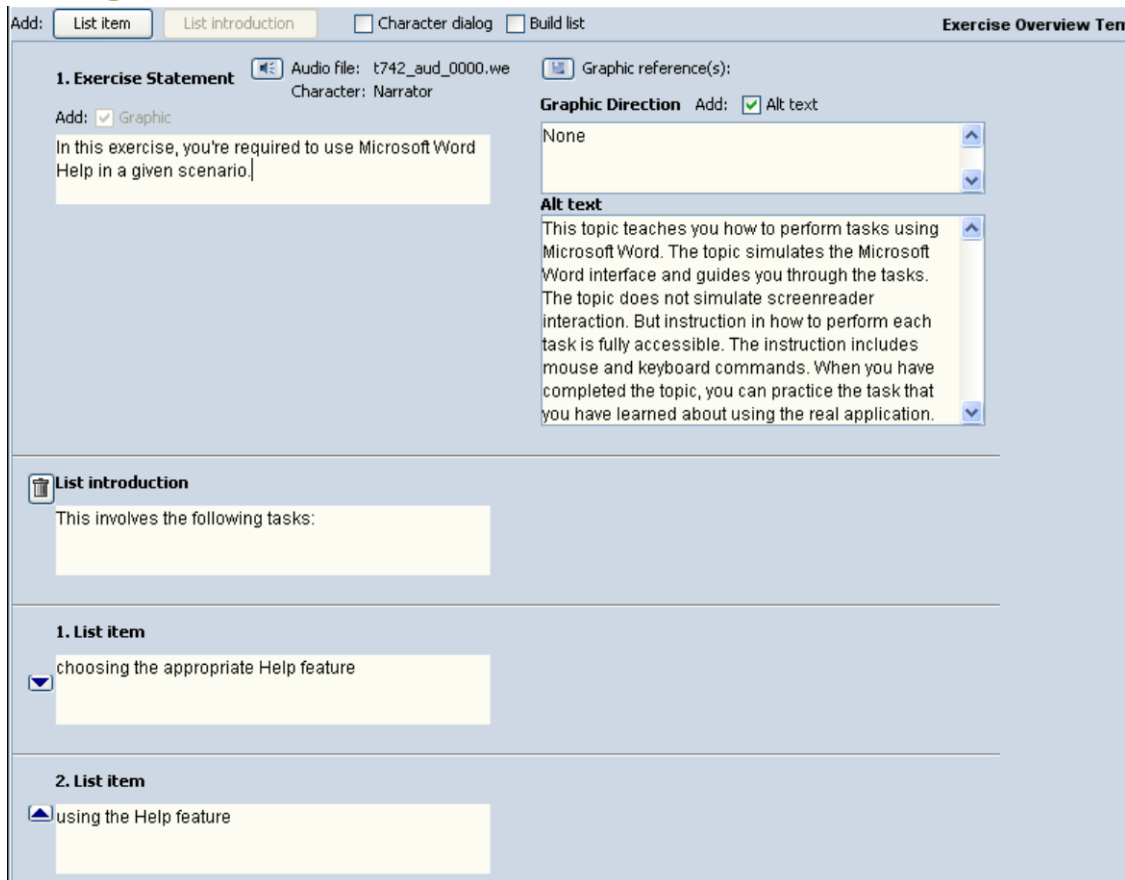 Add: List item List introduction Character dialog Build list Exercise Overview Tem
1. Exercise Statement Audio file: t742_aud_0000.we
Character: Narrator
Add: Graphic
In this exercise, you're required to use Microsoft Word
Help in a given scenario.
Graphic reference(s):
Graphic Direction Add: Alt text
None
Alt text
This topic teaches you how to perform tasks using
Microsoft Word. The topic simulates the Microsoft
Word interface and guides you through the tasks.
The topic does not simulate screenreader
interaction. But instruction in how to perform each
task is fully accessible. The instruction includes
mouse and keyboard commands. When you have
completed the topic, you can practice the task that
you have learned about using the real application.
List introduction
This involves the following tasks:
1. List item
choosing the appropriate Help feature
2. List item
using the Help feature